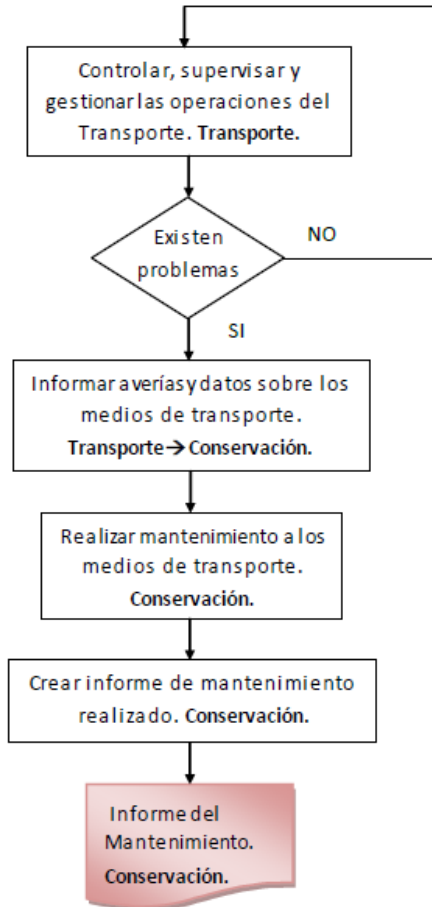 Controlar, supervisar y
gestionar las operaciones del
Transporte. Transporte.
Existen
problemas
NO
SI
Informar averías y datos sobre los
medios de transporte.
Transporte→ Conservación.
Realizar mantenimiento a los
medios de transporte.
Conservación.
Crear informe de mantenimiento
realizado. Conservación.
Informe del
Mantenimiento.
Conservación.